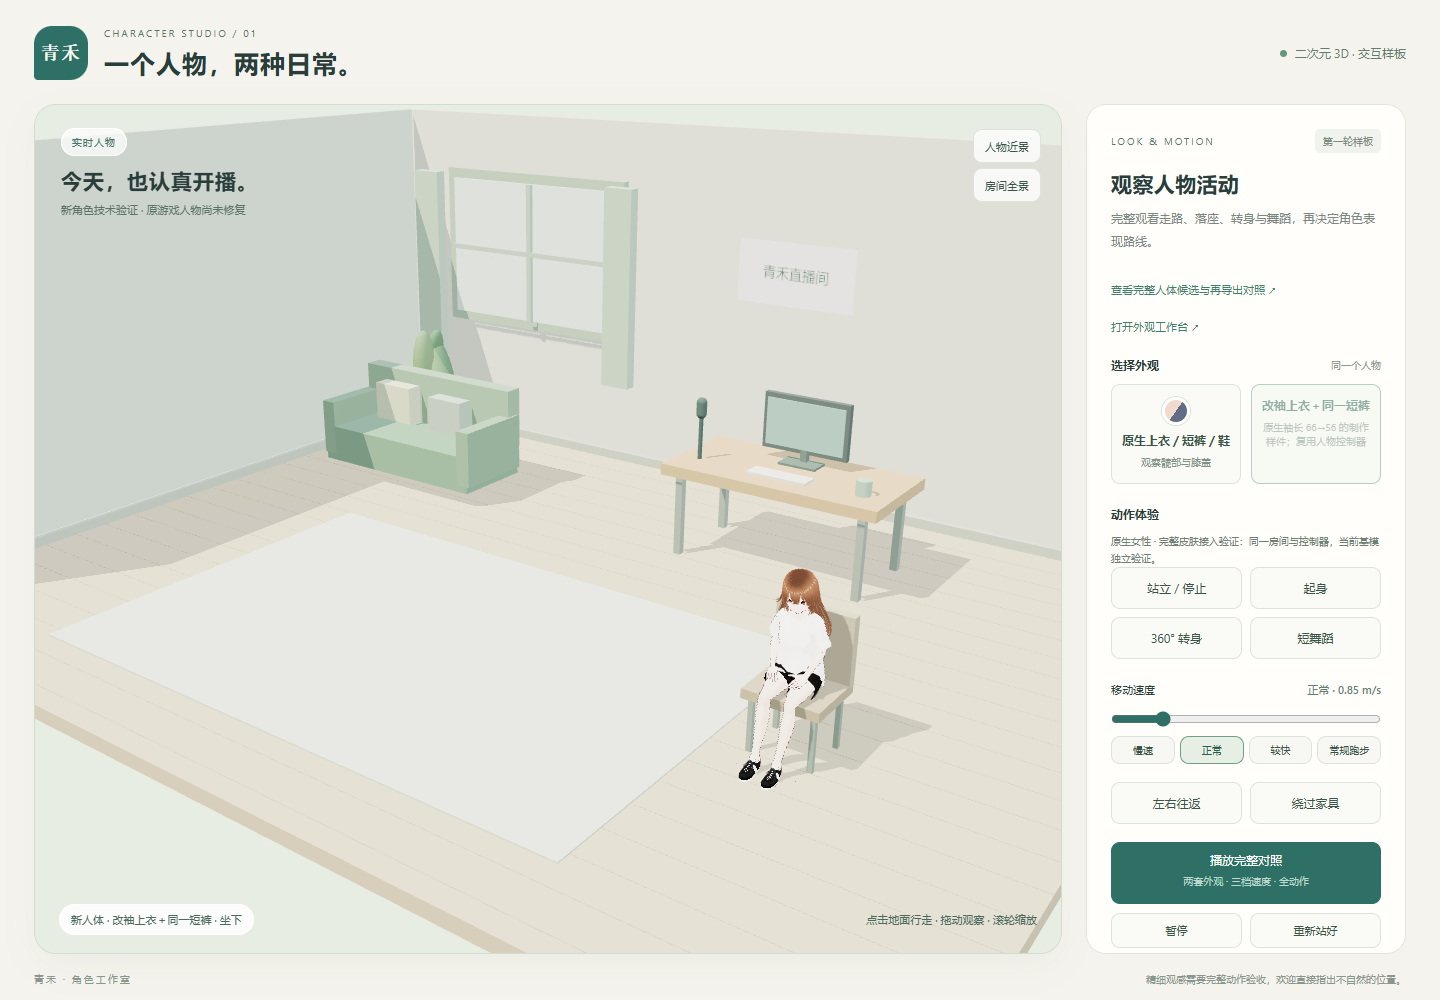 青禾
CHARACTER STUDIO / 01
一个人物，两种日常。
二次元 3D · 交互样板
实时人物
今天，也认真开播。
新角色技术验证 · 原游戏人物尚未修复
人物近景
房间全景
青禾直播间
新人体 · 改袖上衣 + 同一短裤 · 坐下
点击地面行走 · 拖动观察 · 滚轮缩放
LOOK & MOTION
第一轮样板
观察人物活动
完整观看走路、落座、转身与舞蹈，再决定角色表
现路线。
查看完整人体候选与再导出对照 ↗
打开外观工作台 ↗
选择外观
同一个人物
原生上衣 / 短裤 / 鞋
观察髋部与膝盖
改袖上衣 + 同一短裤
原生袖长 66→56 的制作
样件；复用人物控制器
动作体验
原生女性 · 完整皮肤接入验证：同一房间与控制器，当前基模
独立验证。
站立 / 停止
起身
360° 转身
短舞蹈
移动速度
正常 · 0.85 m/s
慢速
正常
较快
常规跑步
左右往返
绕过家具
播放完整对照
两套外观 · 三档速度 · 全动作
暂停
重新站好
青禾 · 角色工作室
精细观感需要完整动作验收，欢迎直接指出不自然的位置。